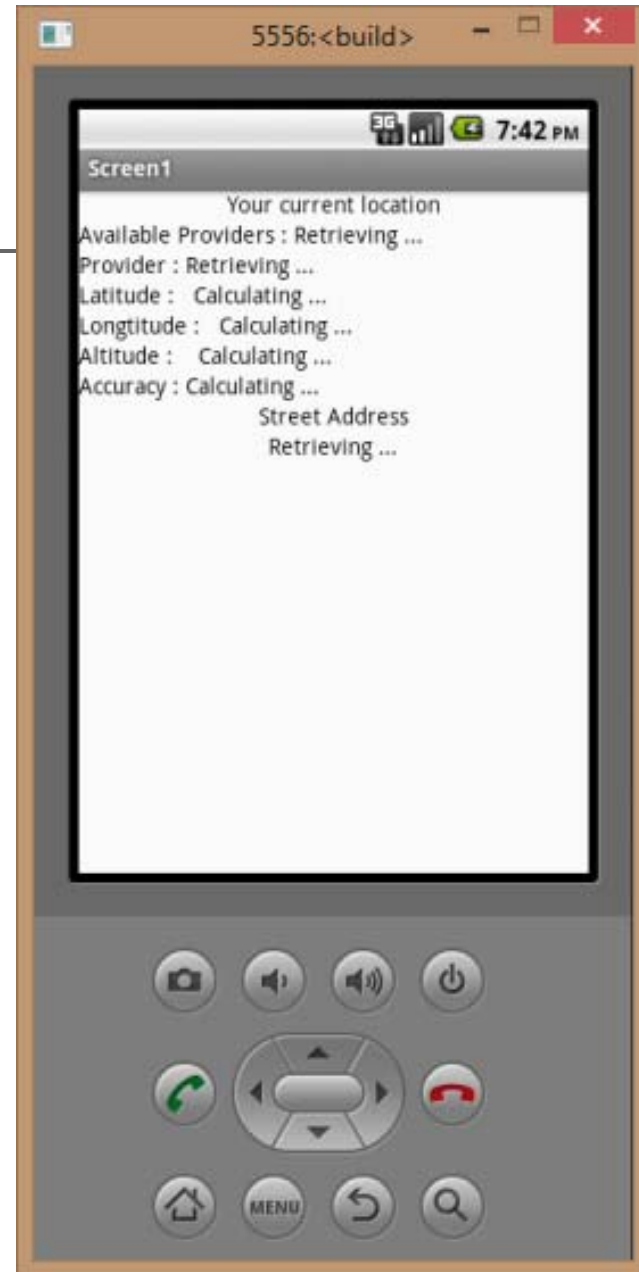 5556:<build>
3G 7:42 PM
Screen1
Your current location
Available Providers : Retrieving ...
Provider : Retrieving ...
Latitude : Calculating ...
Longtitude : Calculating ...
Altitude : Calculating ...
Accuracy : Calculating ...
Street Address
Retrieving ...
MENU